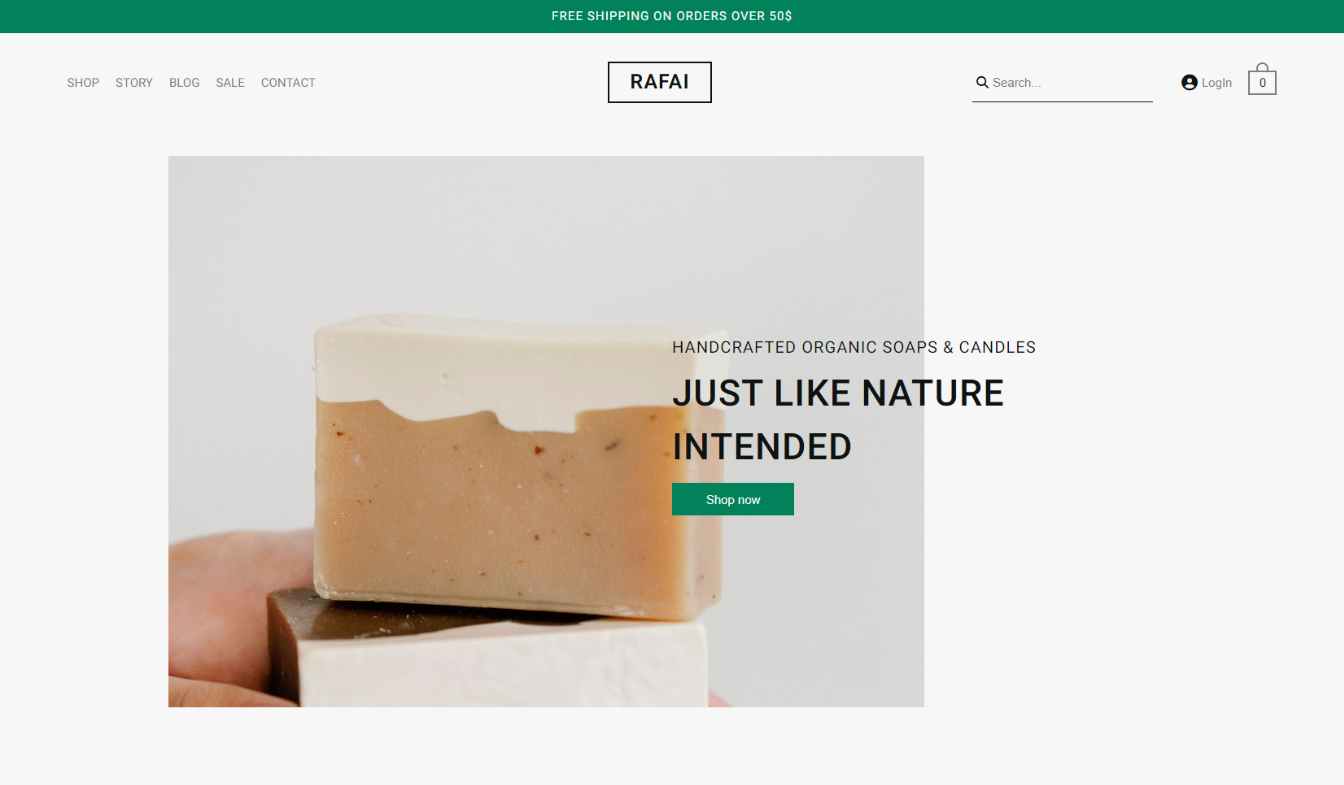 FREE SHIPPING ON ORDERS OVER 50$
SHOP STORY BLOG SALE CONTACT
RAFAI
Search...
LogIn
0
HANDCRAFTED ORGANIC SOAPS & CANDLES
JUST LIKE NATURE
INTENDED
Shop now